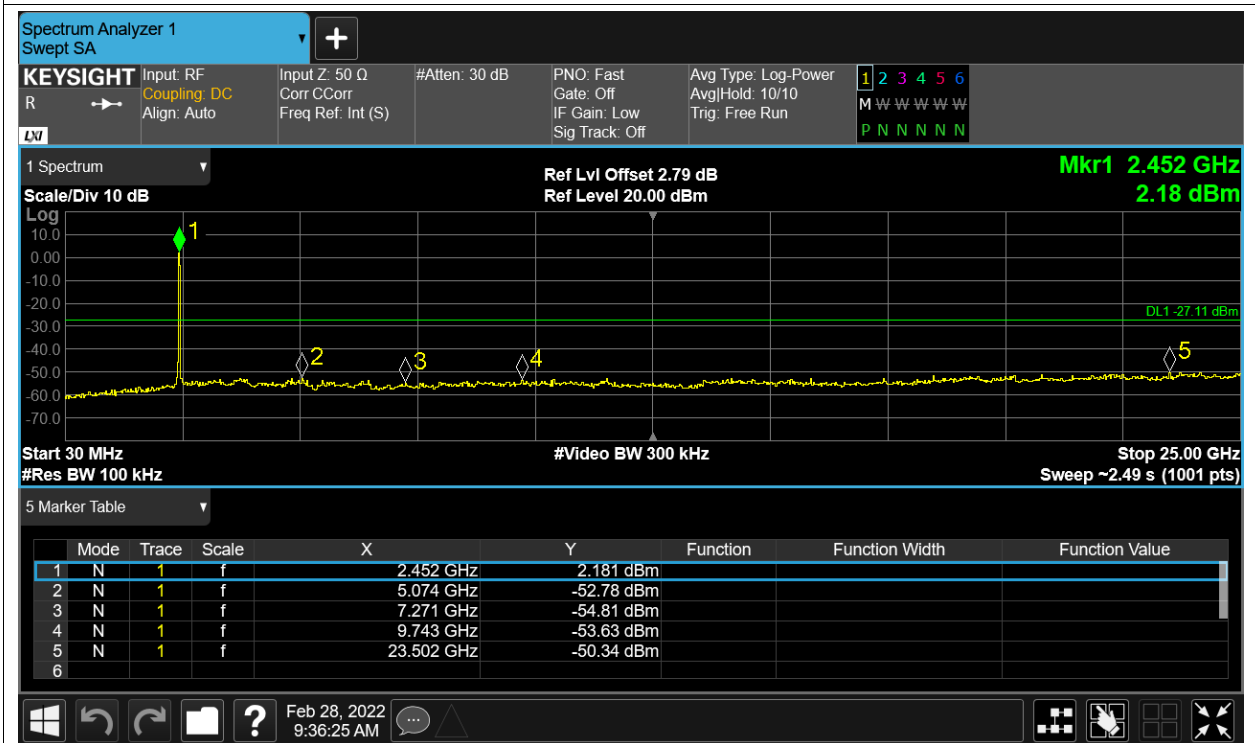 Spectrum Analyzer 1
Swept SA
KEYSIGHT
R
LXI
Input: RF
Coupling: DC
Align: Auto
Input Z: 50 Ω
Corr CCorr
Freq Ref: Int (S)
#Atten: 30 dB
PNO: Fast
Gate: Off
IF Gain: Low
Sig Track: Off
Avg Type: Log-Power
Avg|Hold: 10/10
Trig: Free Run
1 2 3 4 5 6
M W W W W W
P N N N N N
1 Spectrum
Scale/Div 10 dB
Ref Lvl Offset 2.79 dB
Ref Level 20.00 dBm
Mkr1 2.452 GHz
2.18 dBm
Log
10.0
0.00
-10.0
-20.0
-30.0
-40.0
-50.0
-60.0
-70.0
1
2
3
4
5
DL1 -27.11 dBm
Start 30 MHz
#Video BW 300 kHz
Stop 25.00 GHz
#Res BW 100 kHz
Sweep ~2.49 s (1001 pts)
5 Marker Table
Mode Trace Scale X Y Function Function Width Function Value
1 N 1 f 2.452 GHz 2.181 dBm
2 N 1 f 5.074 GHz -52.78 dBm
3 N 1 f 7.271 GHz -54.81 dBm
4 N 1 f 9.743 GHz -53.63 dBm
5 N 1 f 23.502 GHz -50.34 dBm
6
?
Feb 28, 2022
9:36:25 AM